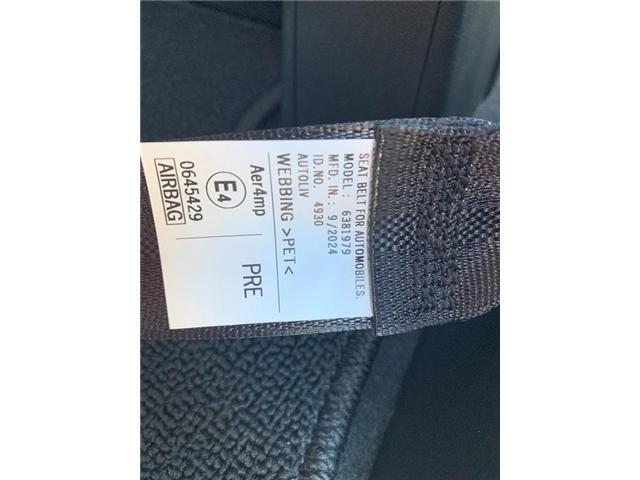 SEAT BELT FOR AUTOMOBILES.
MODEL : 6381979
MFD. IN. : 9/2024
ID.NO. 4930
AUTOLIV
WEBBING >PET<
Aer4mp
E4
PRE
0645429
AIRBAG